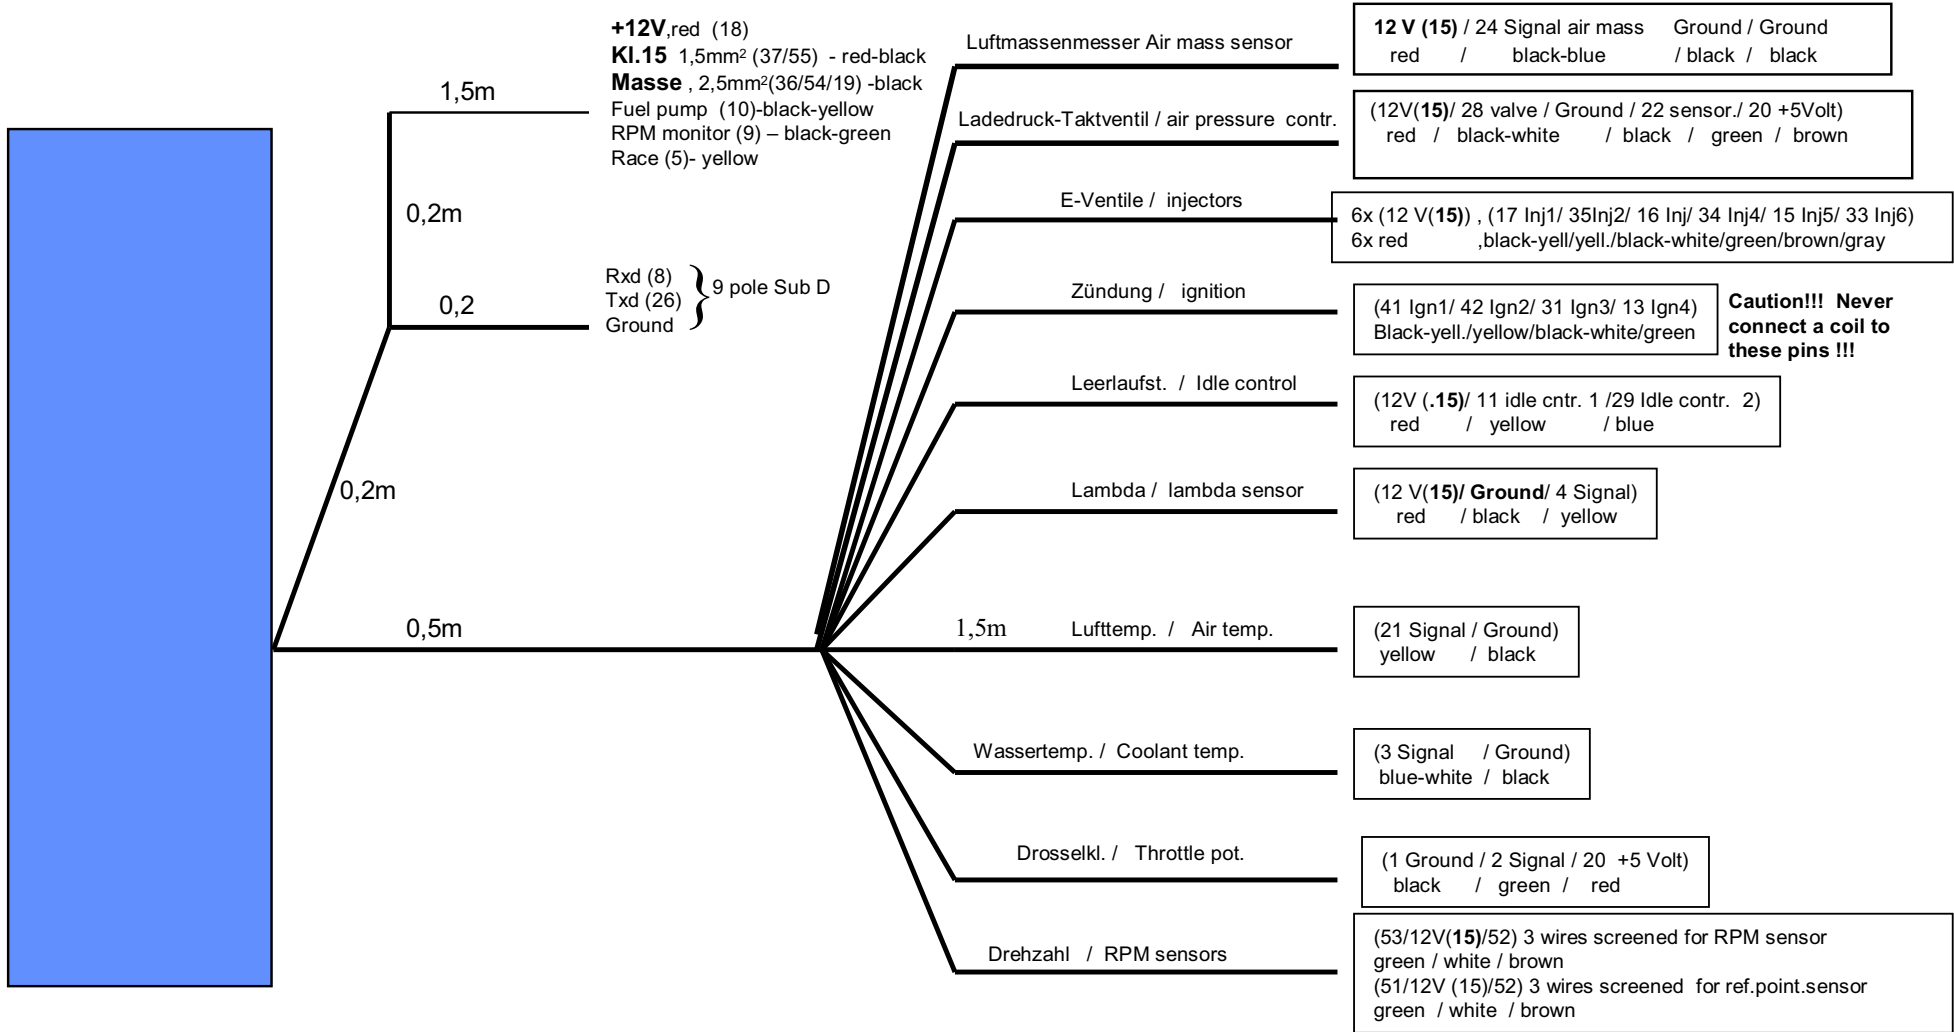 +12V,red (18)
Kl.15 1,5mm² (37/55) - red-black
Masse , 2,5mm²(36/54/19) -black
Fuel pump (10)-black-yellow
RPM monitor (9) – black-green
Race (5)- yellow
1,5m
0,2m
0,2
Rxd (8)
Txd (26)
Ground
} 9 pole Sub D
0,2m
0,5m
Luftmassenmesser Air mass sensor
12 V (15) / 24 Signal air mass Ground / Ground
red / black-blue / black / black
Ladedruck-Taktventil / air pressure contr.
(12V(15)/ 28 valve / Ground / 22 sensor./ 20 +5Volt)
red / black-white / black / green / brown
E-Ventile / injectors
6x (12 V(15)) , (17 Inj1/ 35Inj2/ 16 Inj/ 34 Inj4/ 15 Inj5/ 33 Inj6)
6x red ,black-yell/yell./black-white/green/brown/gray
Zündung / ignition
(41 Ign1/ 42 Ign2/ 31 Ign3/ 13 Ign4)
Black-yell./yellow/black-white/green
Caution!!! Never
connect a coil to
these pins !!!
Leerlaufst. / Idle control
(12V (.15)/ 11 idle cntr. 1 /29 Idle contr. 2)
red / yellow / blue
Lambda / lambda sensor
(12 V(15)/ Ground/ 4 Signal)
red / black / yellow
1,5m
Lufttemp. / Air temp.
(21 Signal / Ground)
yellow / black
Wassertemp. / Coolant temp.
(3 Signal / Ground)
blue-white / black
Drosselkl. / Throttle pot.
(1 Ground / 2 Signal / 20 +5 Volt)
black / green / red
Drehzahl / RPM sensors
(53/12V(15)/52) 3 wires screened for RPM sensor
green / white / brown
(51/12V (15)/52) 3 wires screened for ref.point.sensor
green / white / brown